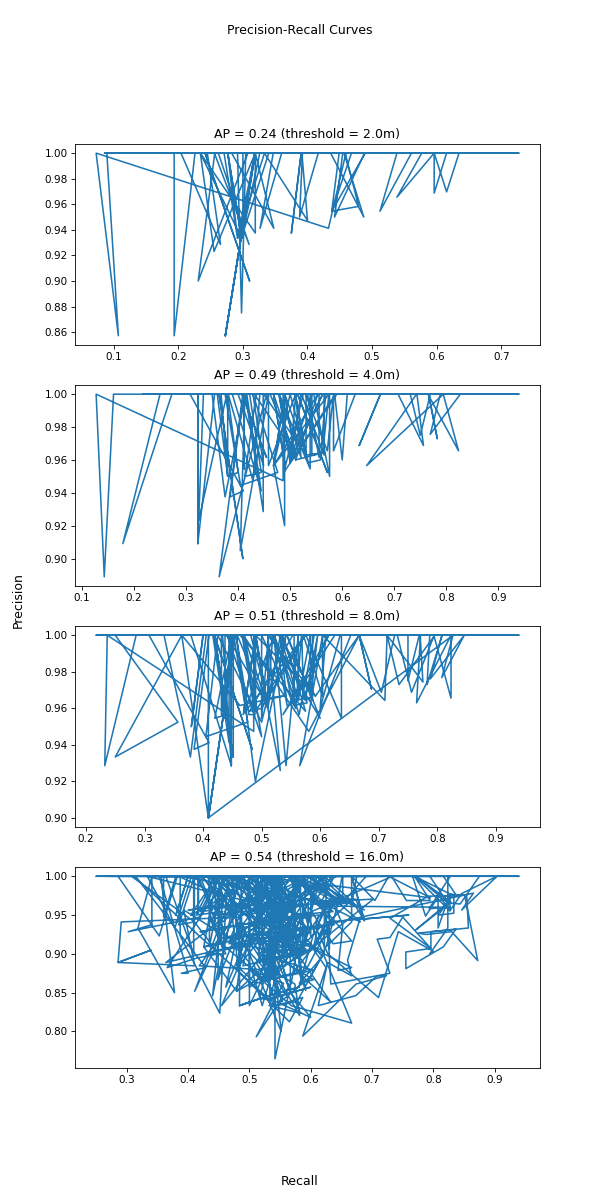 Precision-Recall Curves
AP = 0.24 (threshold = 2.0m)
1.00
0.98
0.96
0.94
0.92
0.90
0.88
0.86
0.1 0.2 0.3 0.4 0.5 0.6 0.7
AP = 0.49 (threshold = 4.0m)
1.00
0.98
0.96
0.94
0.92
0.90
0.1 0.2 0.3 0.4 0.5 0.6 0.7 0.8 0.9
Precision
AP = 0.51 (threshold = 8.0m)
1.00
0.98
0.96
0.94
0.92
0.90
0.2 0.3 0.4 0.5 0.6 0.7 0.8 0.9
AP = 0.54 (threshold = 16.0m)
1.00
0.95
0.90
0.85
0.80
0.3 0.4 0.5 0.6 0.7 0.8 0.9
Recall